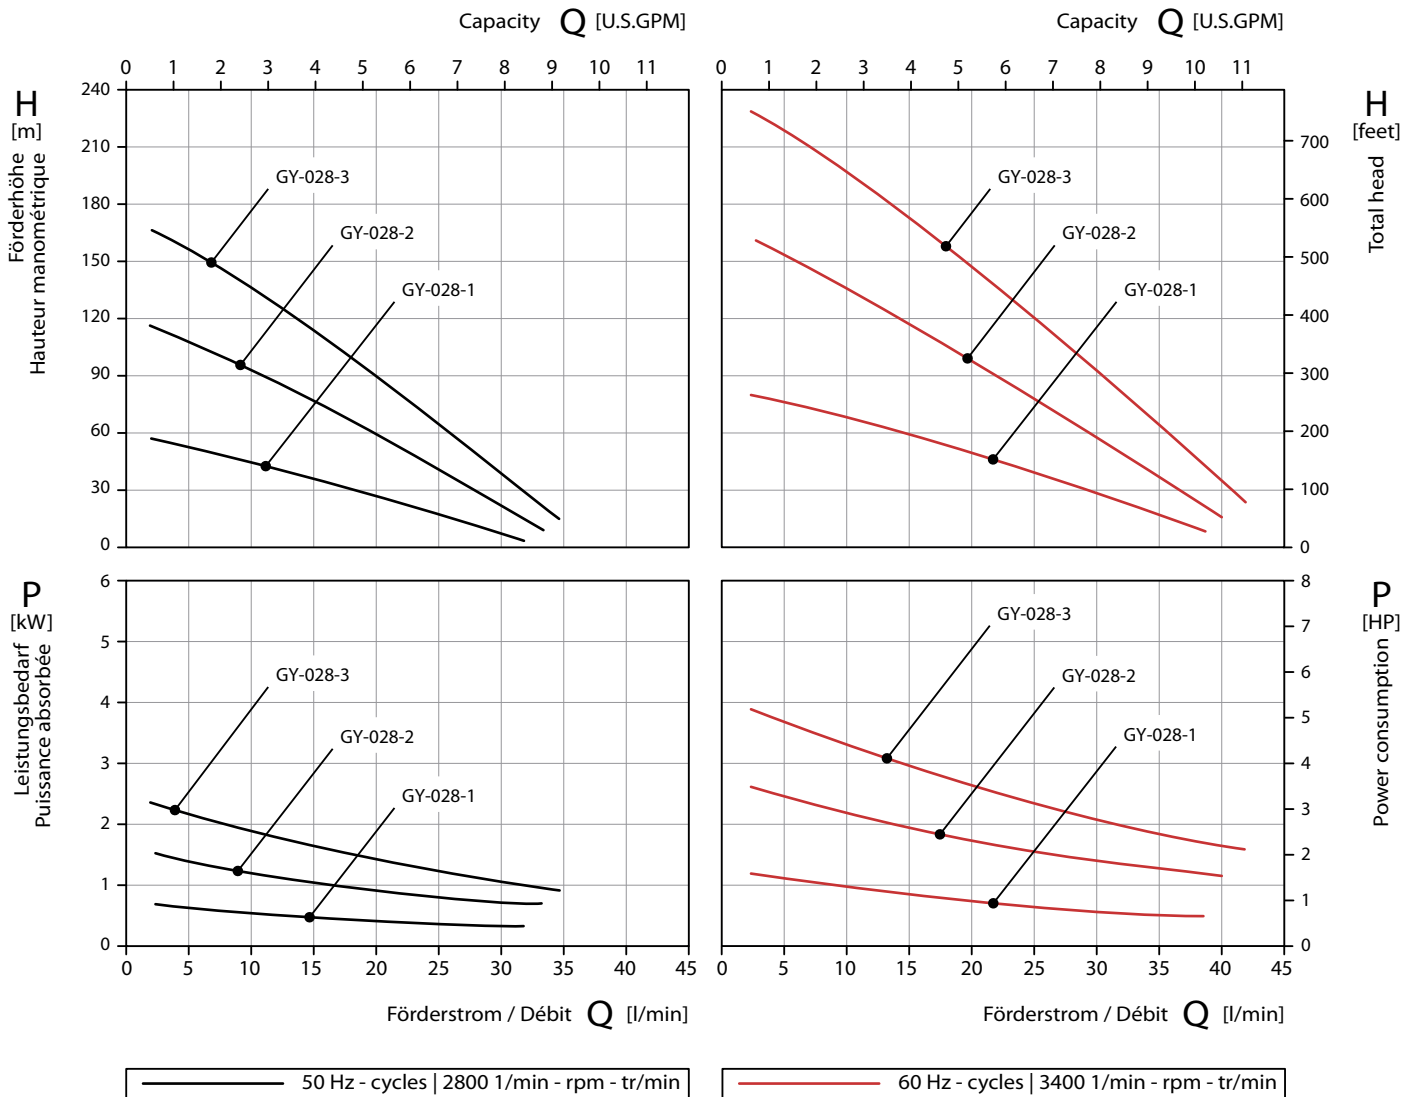 Capacity Q [U.S.GPM]
Capacity Q [U.S.GPM]
0 1 2 3 4 5 6 7 8 9 10 11
0 1 2 3 4 5 6 7 8 9 10 11
H
[m]
Förderhöhe
Hauteur manométrique
240
210
180
150
120
90
60
30
0
GY-028-3
GY-028-2
GY-028-1
GY-028-3
GY-028-2
GY-028-1
700
600
500
400
300
200
100
0
H
[feet]
Total head
P
[kW]
Leistungsbedarf
Puissance absorbée
6
5
4
3
2
1
0
GY-028-3
GY-028-2
GY-028-1
GY-028-3
GY-028-2
GY-028-1
8
7
6
5
4
3
2
1
0
P
[HP]
Power consumption
0 5 10 15 20 25 30 35 40 45
0 5 10 15 20 25 30 35 40 45
Förderstrom / Débit Q [l/min]
Förderstrom / Débit Q [l/min]
50 Hz - cycles | 2800 1/min - rpm - tr/min
60 Hz - cycles | 3400 1/min - rpm - tr/min